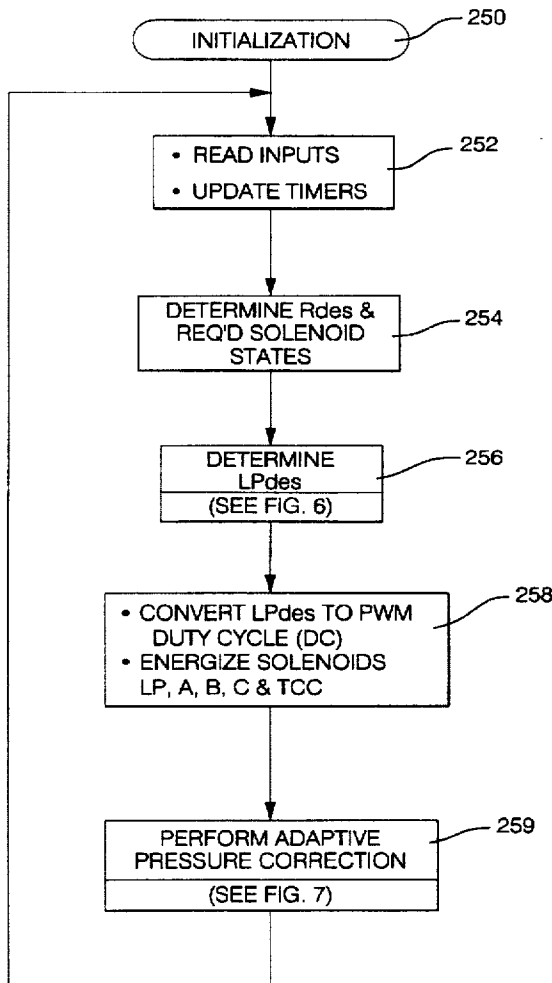 250
INITIALIZATION
252
• READ INPUTS
• UPDATE TIMERS
254
DETERMINE Rdes &
REQ'D SOLENOID
STATES
256
DETERMINE
LPdes
(SEE FIG. 6)
258
• CONVERT LPdes TO PWM
DUTY CYCLE (DC)
• ENERGIZE SOLENOIDS
LP, A, B, C & TCC
259
PERFORM ADAPTIVE
PRESSURE CORRECTION
(SEE FIG. 7)